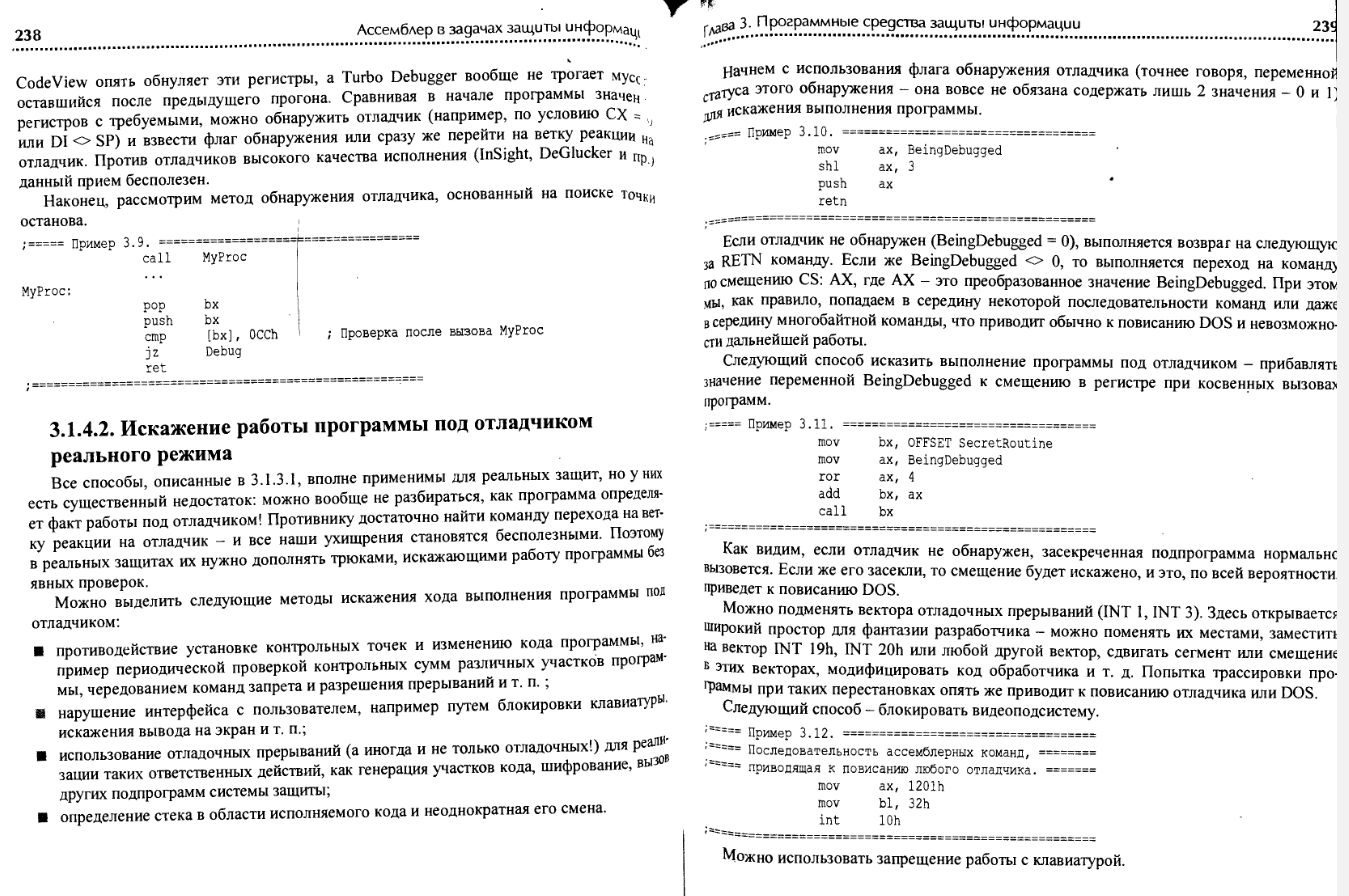 238
Ассемблер в задачах защиты информац
CodeView опять обнуляет эти регистры, а Turbo Debugger вообще не трогает мусс
оставшийся после предыдущего прогона. Сравнивая в начале программы значен
регистров с требуемыми, можно обнаружить отладчик (например, по условию CX =
или DI <> SP) и взвести флаг обнаружения или сразу же перейти на ветку реакции на
отладчик. Против отладчиков высокого качества исполнения (InSight, DeGlucker и пр.)
данный прием бесполезен.
Наконец, рассмотрим метод обнаружения отладчика, основанный на поиске точки
останова.
;===== Пример 3.9. ====================================
call MyProc
...
MyProc:
pop bx
push bx
cmp [bx], 0CCh ; Проверка после вызова MyProc
jz Debug
ret
;======================================================
3.1.4.2. Искажение работы программы под отладчиком
реального режима
Все способы, описанные в 3.1.3.1, вполне применимы для реальных защит, но у них
есть существенный недостаток: можно вообще не разбираться, как программа определя-
ет факт работы под отладчиком! Противнику достаточно найти команду перехода на вет-
ку реакции на отладчик – и все наши ухищрения становятся бесполезными. Поэтому
в реальных защитах их нужно дополнять трюками, искажающими работу программы без
явных проверок.
Можно выделить следующие методы искажения хода выполнения программы под
отладчиком:
■ противодействие установке контрольных точек и изменению кода программы, на-
пример периодической проверкой контрольных сумм различных участков програм-
мы, чередованием команд запрета и разрешения прерываний и т. п. ;
■ нарушение интерфейса с пользователем, например путем блокировки клавиатуры.
искажения вывода на экран и т. п.;
■ использование отладочных прерываний (а иногда и не только отладочных!) для реали-
зации таких ответственных действий, как генерация участков кода, шифрование, вызов
других подпрограмм системы защиты;
■ определение стека в области исполняемого кода и неоднократная его смена.
Глава 3. Программные средства защиты информации
239
Начнем с использования флага обнаружения отладчика (точнее говоря, переменной
статуса этого обнаружения – она вовсе не обязана содержать лишь 2 значения – 0 и 1)
для искажения выполнения программы.
;===== Пример 3.10. ===================================
mov ax, BeingDebugged
shl ax, 3
push ax
retn
;======================================================
Если отладчик не обнаружен (BeingDebugged = 0), выполняется возврат на следующую
за RETN команду. Если же BeingDebugged <> 0, то выполняется переход на команду
по смещению CS: AX, где AX – это преобразованное значение BeingDebugged. При этом
мы, как правило, попадаем в середину некоторой последовательности команд или даже
в середину многобайтной команды, что приводит обычно к повисанию DOS и невозможно-
сти дальнейшей работы.
Следующий способ исказить выполнение программы под отладчиком – прибавлять
значение переменной BeingDebugged к смещению в регистре при косвенных вызовах
программ.
;===== Пример 3.11. ===================================
mov bx, OFFSET SecretRoutine
mov ax, BeingDebugged
ror ax, 4
add bx, ax
call bx
;======================================================
Как видим, если отладчик не обнаружен, засекреченная подпрограмма нормально
вызовется. Если же его засекли, то смещение будет искажено, и это, по всей вероятности,
приведет к повисанию DOS.
Можно подменять вектора отладочных прерываний (INT 1, INT 3). Здесь открывается
широкий простор для фантазии разработчика – можно поменять их местами, заместить
на вектор INT 19h, INT 20h или любой другой вектор, сдвигать сегмент или смещение
в этих векторах, модифицировать код обработчика и т. д. Попытка трассировки про-
граммы при таких перестановках опять же приводит к повисанию отладчика или DOS.
Следующий способ – блокировать видеоподсистему.
;===== Пример 3.12. ===================================
;===== Последовательность ассемблерных команд, ========
;===== приводящая к повисанию любого отладчика. =======
mov ax, 1201h
mov bl, 32h
int 10h
;======================================================
Можно использовать запрещение работы с клавиатурой.